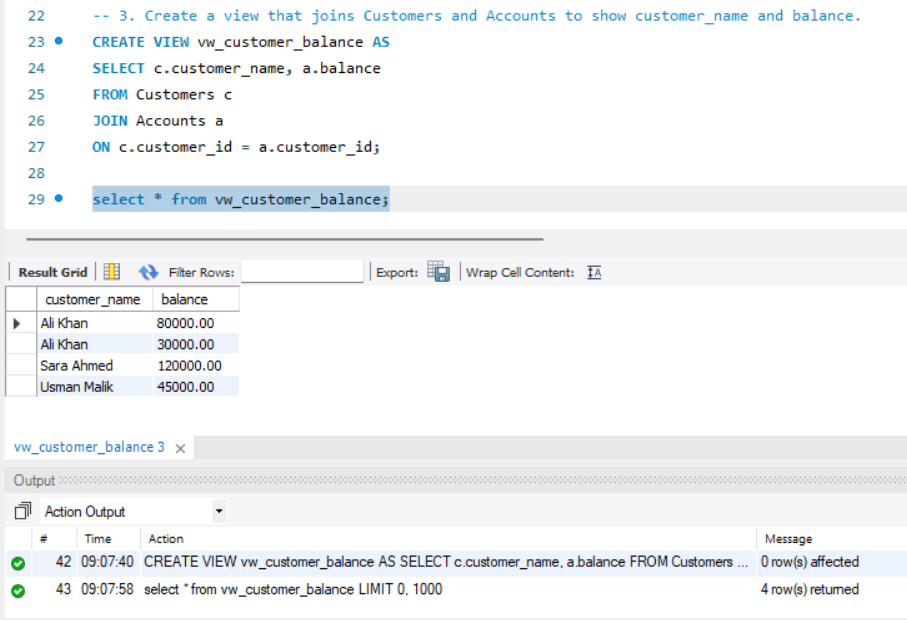 22 -- 3. Create a view that joins Customers and Accounts to show customer_name and balance.
23 CREATE VIEW vw_customer_balance AS
24 SELECT c.customer_name, a.balance
25 FROM Customers c
26 JOIN Accounts a
27 ON c.customer_id = a.customer_id;
28
29 select * from vw_customer_balance;
Result Grid Filter Rows: Export: Wrap Cell Content: IA
customer_name balance
Ali Khan 80000.00
Ali Khan 30000.00
Sara Ahmed 120000.00
Usman Malik 45000.00
vw_customer_balance 3 ×
Output
Action Output
# Time Action Message
42 09:07:40 CREATE VIEW vw_customer_balance AS SELECT c.customer_name, a.balance FROM Customers ... 0 row(s) affected
43 09:07:58 select * from vw_customer_balance LIMIT 0, 1000 4 row(s) returned